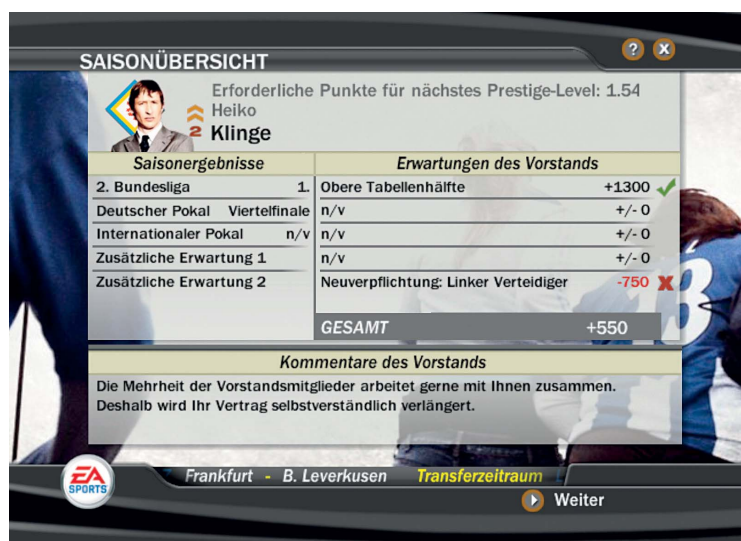 SAISONÜBERSICHT
? X
Erforderliche Punkte für nächstes Prestige-Level: 1.54
Heiko
2 Klinge
Saisonergebnisse Erwartungen des Vorstands
2. Bundesliga 1. Obere Tabellenhälfte +1300
Deutscher Pokal Viertelfinale n/v +/- 0
Internationaler Pokal n/v n/v +/- 0
Zusätzliche Erwartung 1 n/v +/- 0
Zusätzliche Erwartung 2 Neuverpflichtung: Linker Verteidiger -750
GESAMT +550
Kommentare des Vorstands
Die Mehrheit der Vorstandsmitglieder arbeitet gerne mit Ihnen zusammen.
Deshalb wird Ihr Vertrag selbstverständlich verlängert.
EA SPORTS
Frankfurt - B. Leverkusen Transferzeitraum
Weiter
13